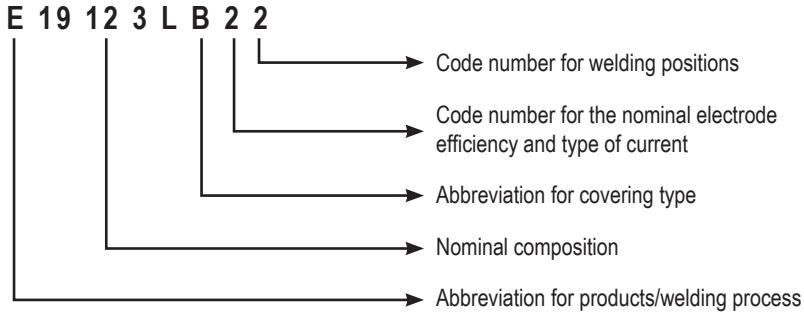 E 19 12 3 L B 2 2
Code number for welding positions
Code number for the nominal electrode
efficiency and type of current
Abbreviation for covering type
Nominal composition
Abbreviation for products/welding process